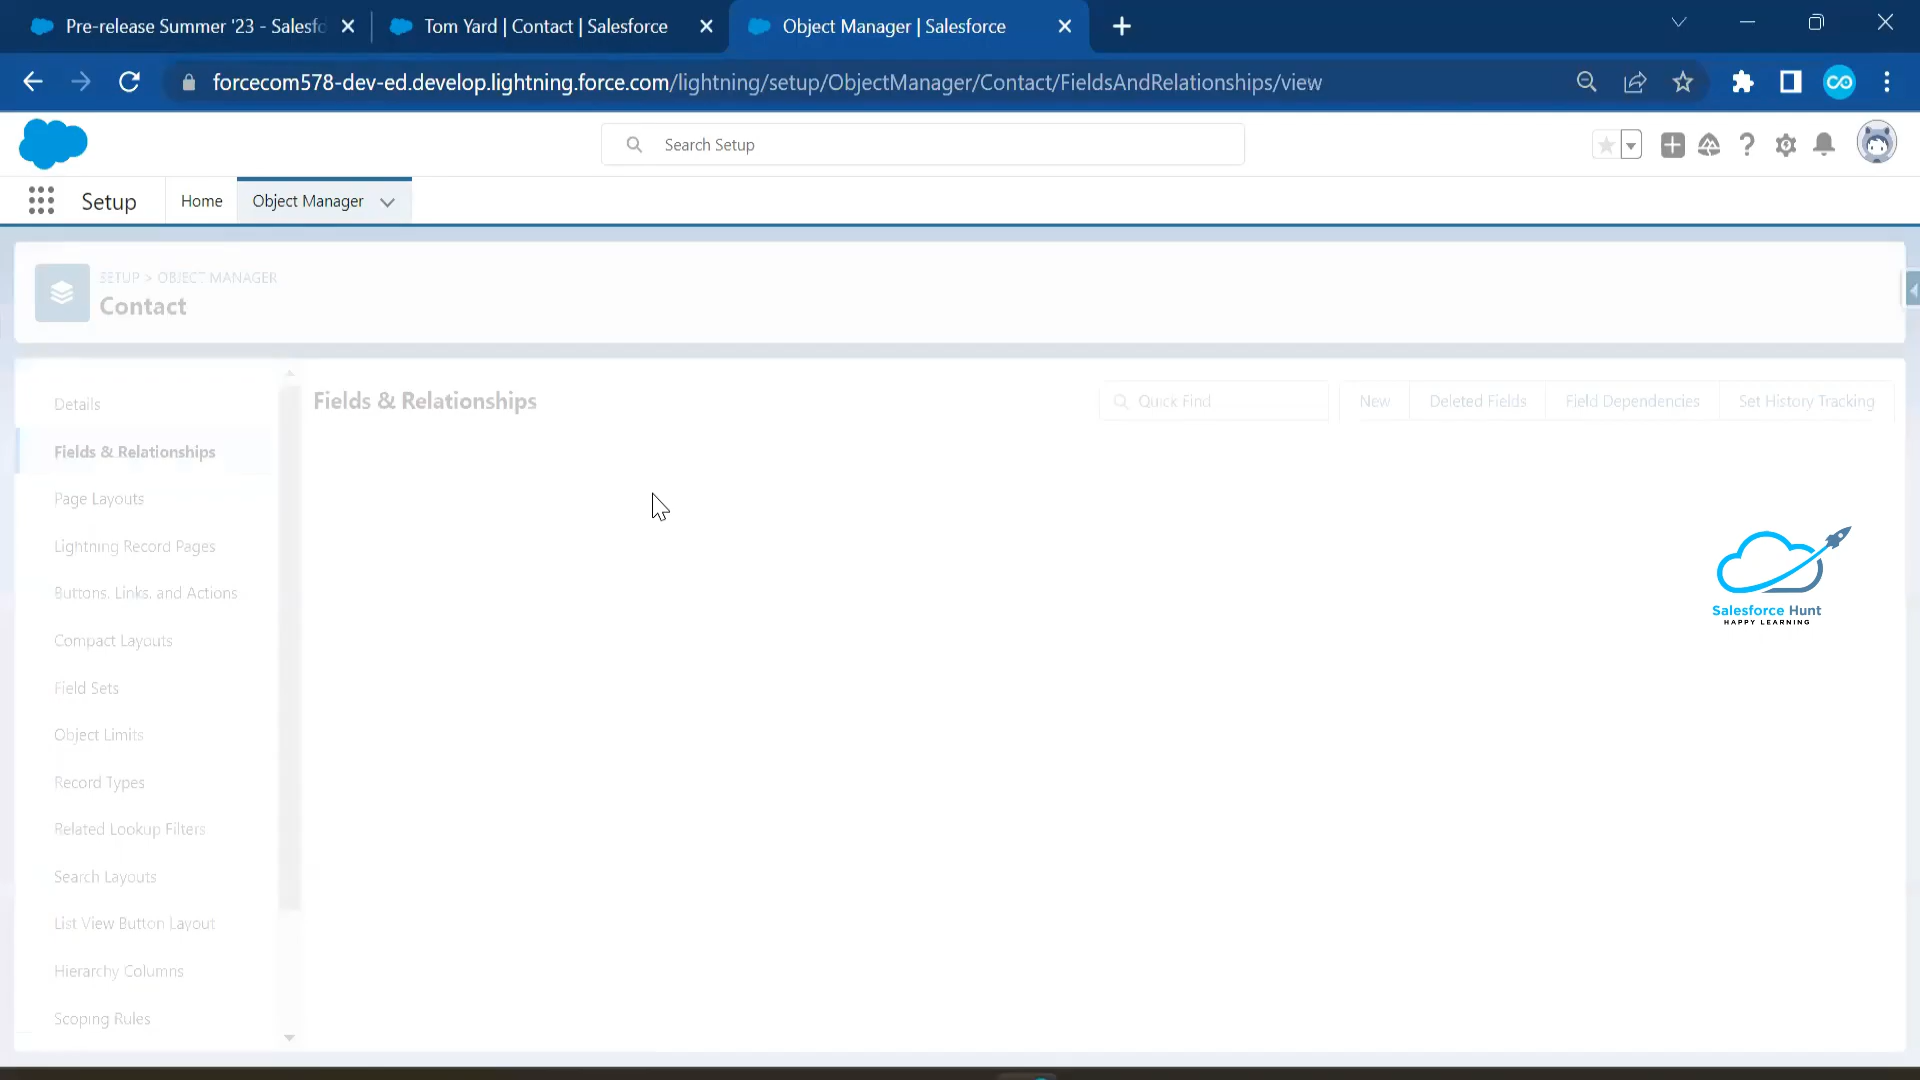 Pre-release Summer '23 - Salesfo
Tom Yard | Contact | Salesforce
Object Manager | Salesforce
forcecom578-dev-ed.develop.lightning.force.com/lightning/setup/ObjectManager/Contact/FieldsAndRelationships/view
Search Setup
Setup
Home
Object Manager
SETUP > OBJECT MANAGER
Contact
Details
Fields & Relationships
Page Layouts
Lightning Record Pages
Buttons, Links, and Actions
Compact Layouts
Field Sets
Object Limits
Record Types
Related Lookup Filters
Search Layouts
List View Button Layout
Hierarchy Columns
Scoping Rules
Fields & Relationships
Quick Find
New
Deleted Fields
Field Dependencies
Set History Tracking
Salesforce Hunt
HAPPY LEARNING